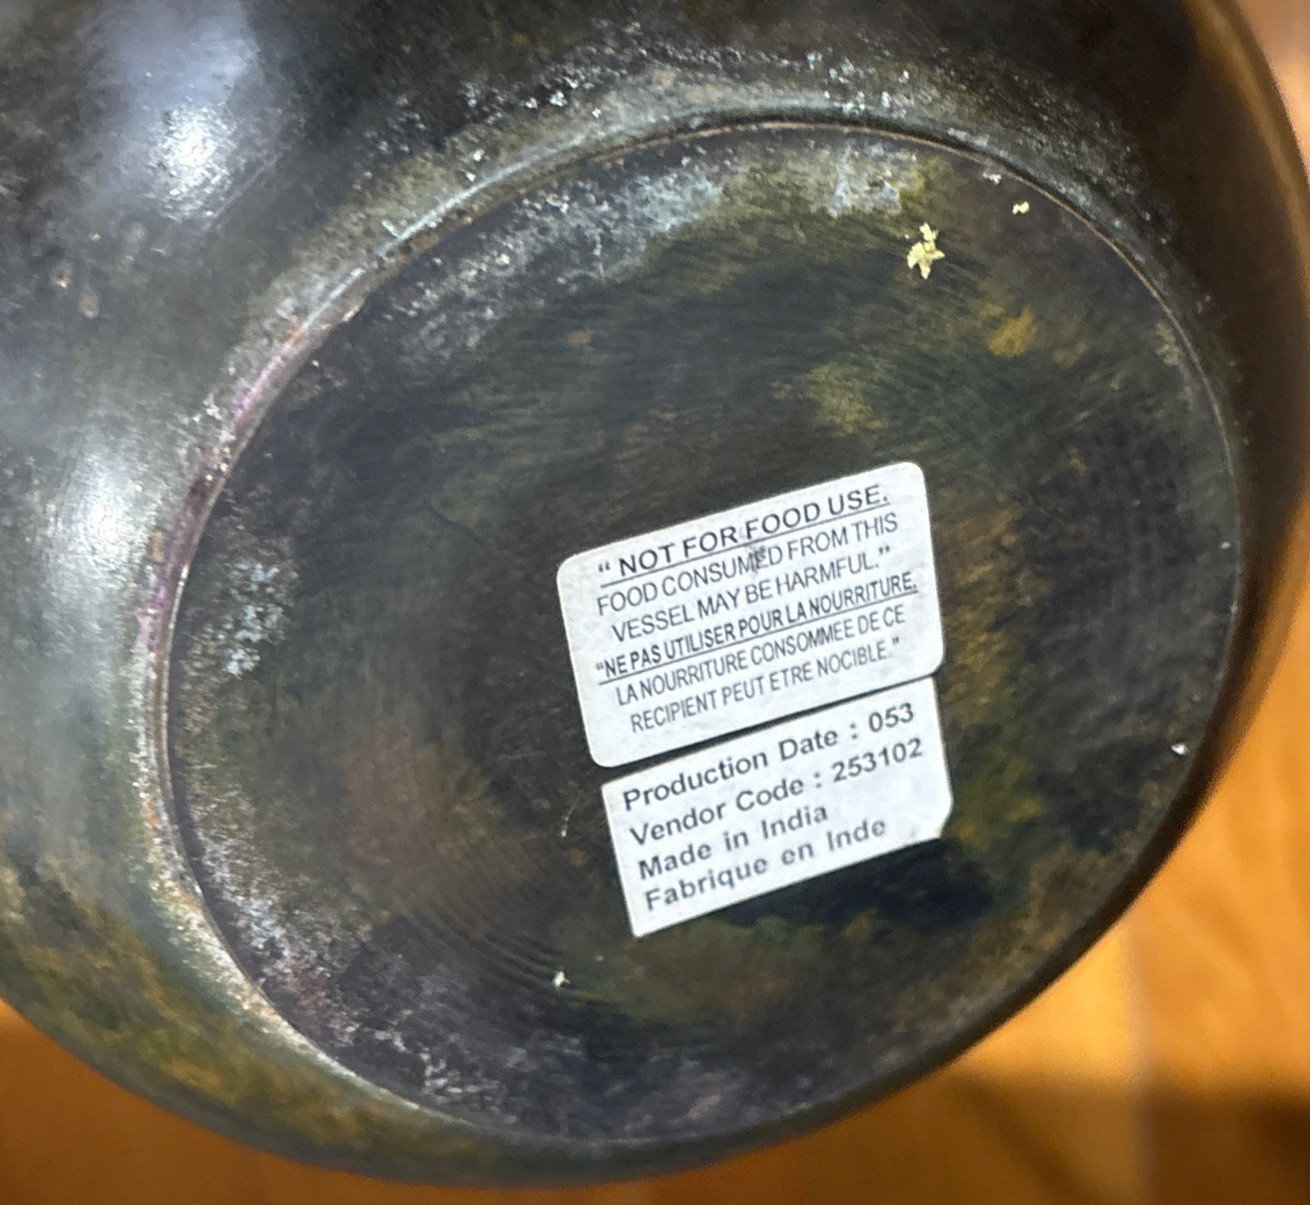 “ NOT FOR FOOD USE.
FOOD CONSUMED FROM THIS
VESSEL MAY BE HARMFUL.”
“NE PAS UTILISER POUR LA NOURRITURE.
LA NOURRITURE CONSOMMEE DE CE
RECIPIENT PEUT ETRE NOCIBLE.”
Production Date : 053
Vendor Code : 253102
Made in India
Fabrique en Inde